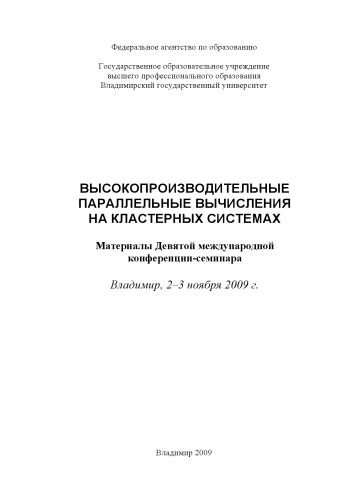 Федеральное агентство по образованию
Государственное образовательное учреждение
высшего профессионального образования
Владимирский государственный университет
ВЫСОКОПРОИЗВОДИТЕЛЬНЫЕ
ПАРАЛЛЕЛЬНЫЕ ВЫЧИСЛЕНИЯ
НА КЛАСТЕРНЫХ СИСТЕМАХ
Материалы Девятой международной
конференции-семинара
Владимир, 2–3 ноября 2009 г.
Владимир 2009